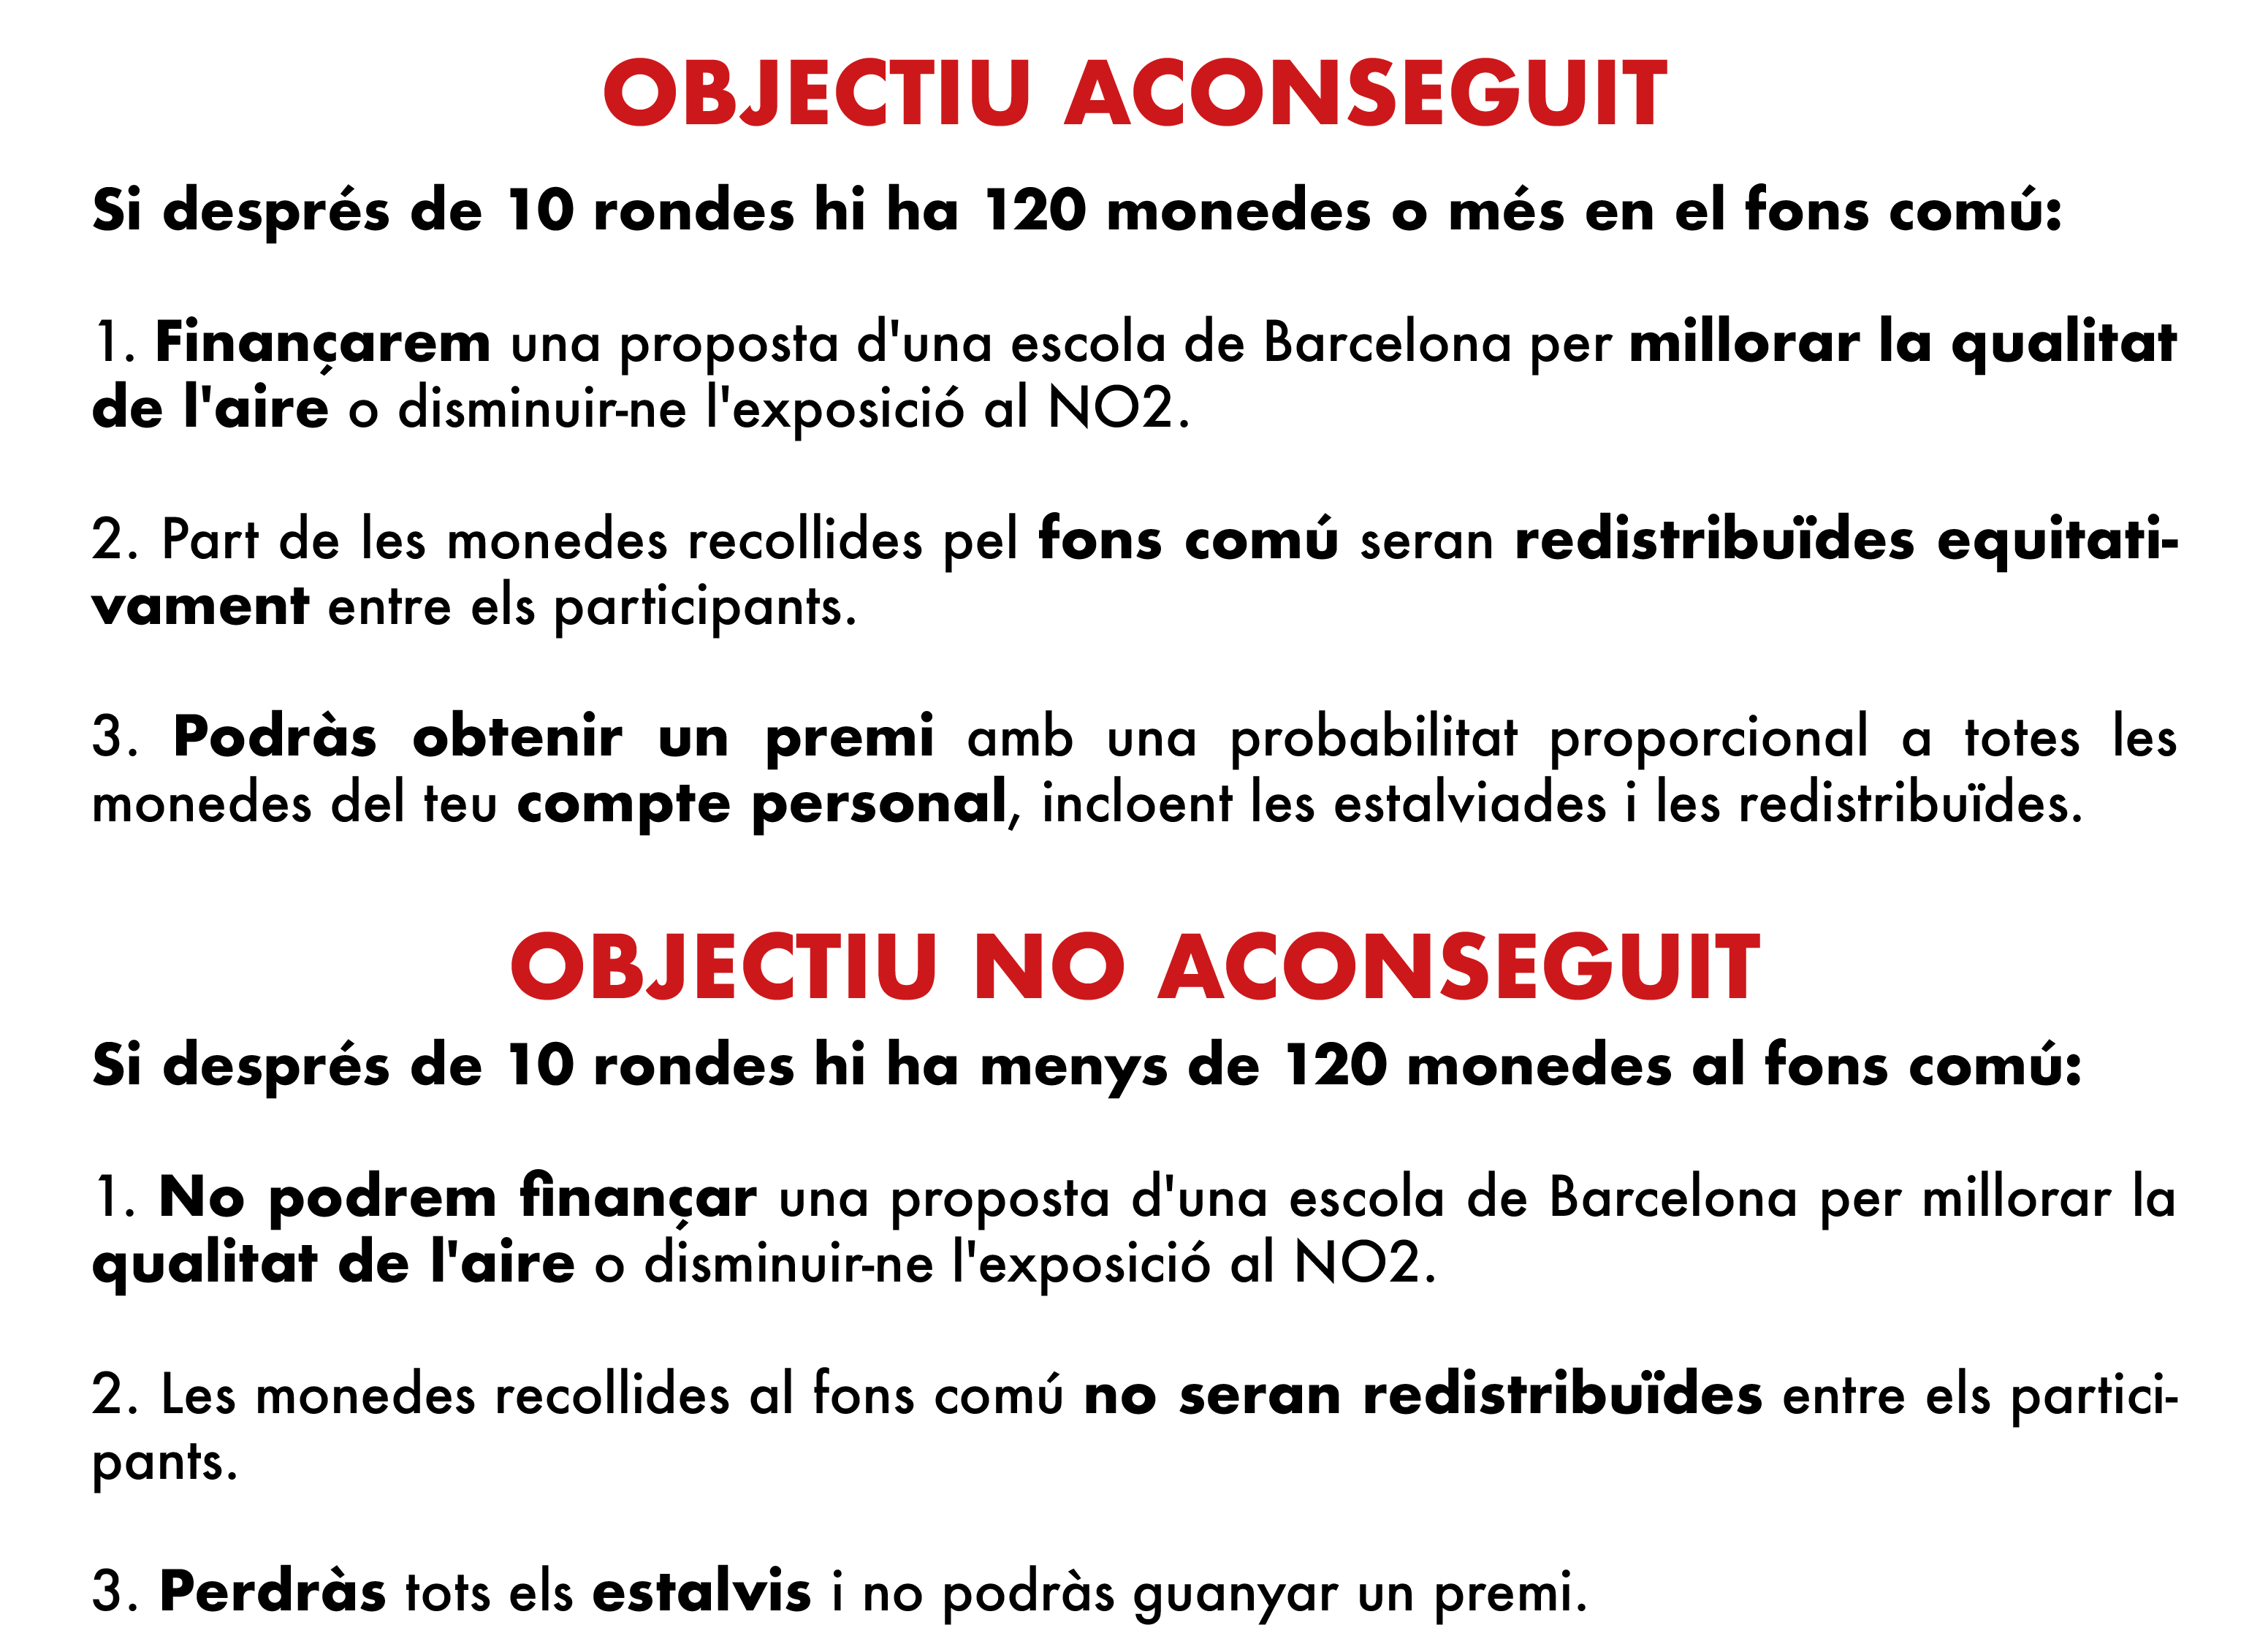 OBJECTIU ACONSEGUIT
Si després de 10 rondes hi ha 120 monedes o més en el fons comú:
1. Finançarem una proposta d'una escola de Barcelona per millorar la qualitat
de l'aire o disminuir-ne l'exposició al NO2.
2. Part de les monedes recollides pel fons comú seran redistribuïdes equitati-
vament entre els participants.
3. Podràs obtenir un premi amb una probabilitat proporcional a totes les
monedes del teu compte personal, incloent les estalviades i les redistribuïdes.
OBJECTIU NO ACONSEGUIT
Si després de 10 rondes hi ha menys de 120 monedes al fons comú:
1. No podrem finançar una proposta d'una escola de Barcelona per millorar la
qualitat de l'aire o disminuir-ne l'exposició al NO2.
2. Les monedes recollides al fons comú no seran redistribuïdes entre els partici-
pants.
3. Perdràs tots els estalvis i no podràs guanyar un premi.